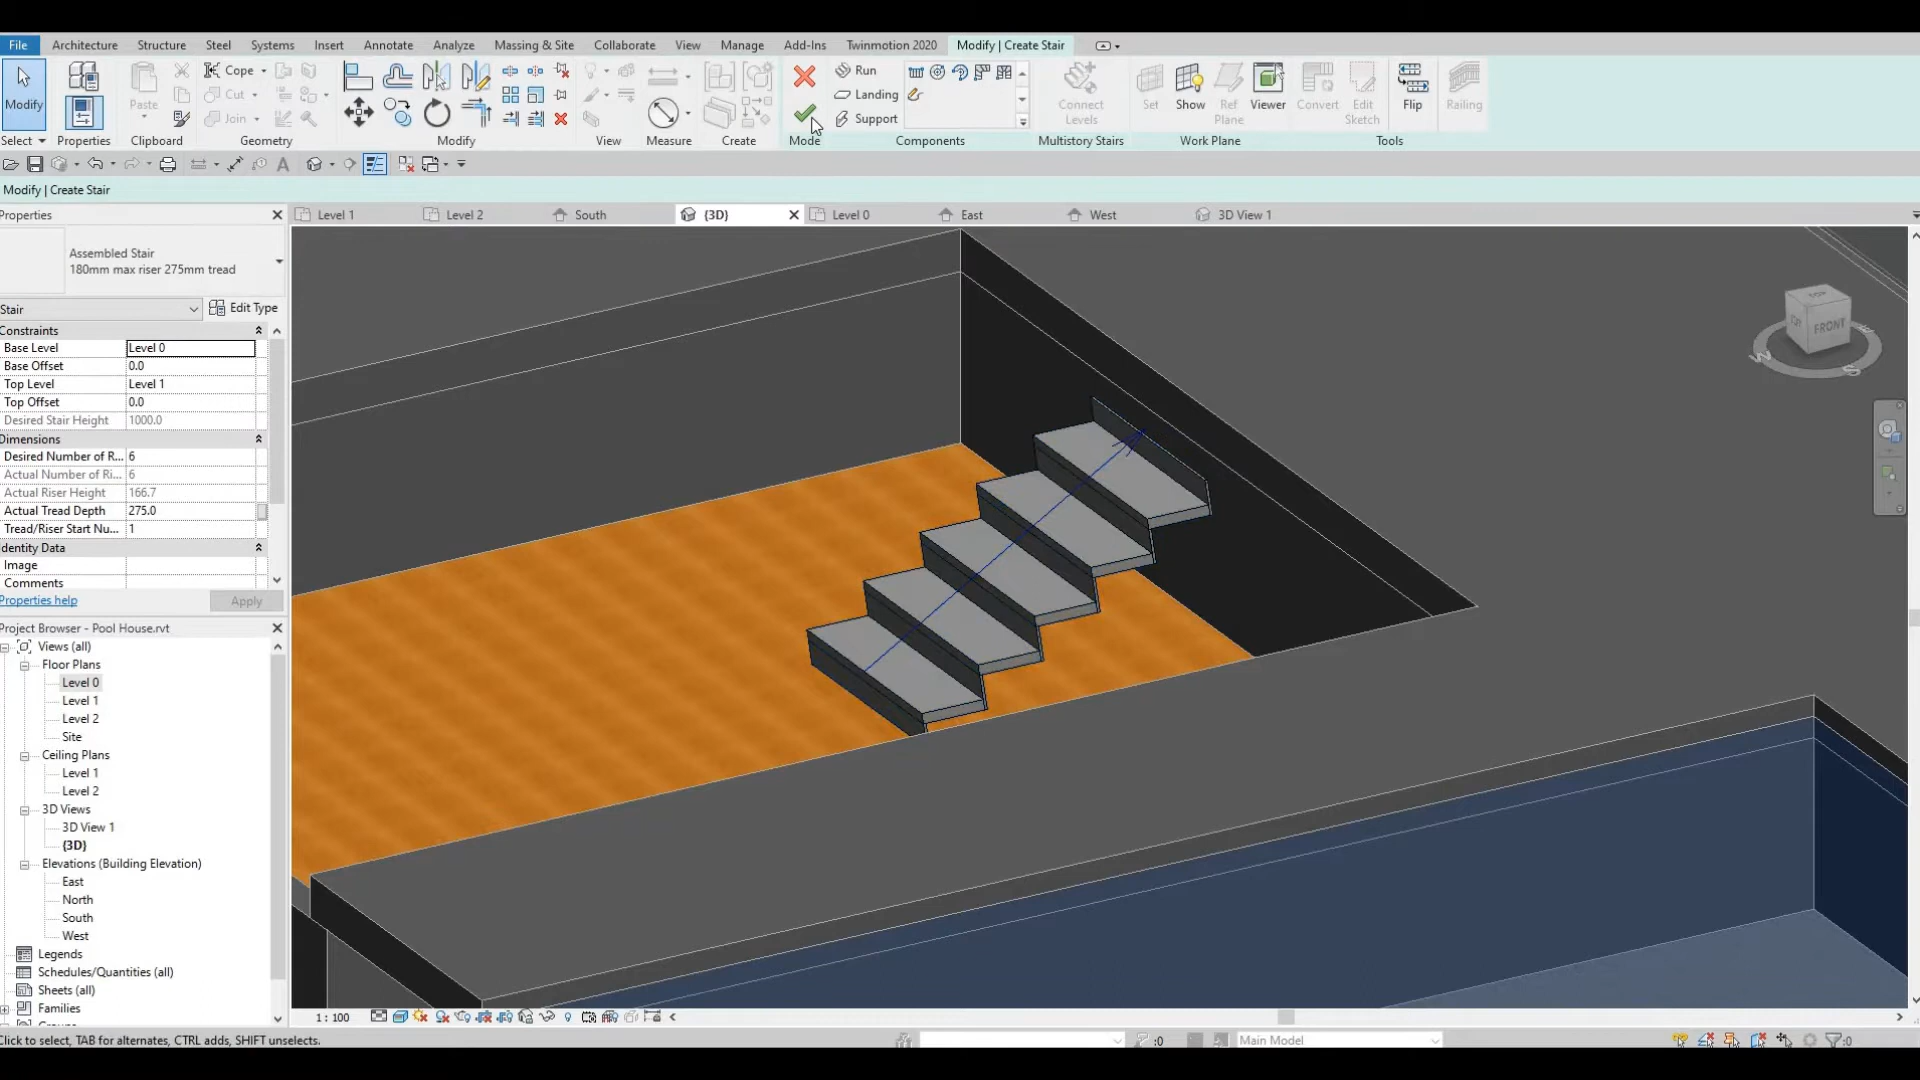 File Architecture Structure Steel Systems Insert Annotate Analyze Massing & Site Collaborate View Manage Add-Ins Twinmotion 2020 Modify | Create Stair
Modify
Paste
Cope
Cut
Join
Run
Landing
Support
Connect Levels
Set
Show
Ref Plane
Viewer
Convert
Edit Sketch
Flip
Railing
Select Properties Clipboard Geometry Modify View Measure Create Mode Components Multistory Stairs Work Plane Tools
Modify | Create Stair
Properties
Level 1 Level 2 South {3D} Level 0 East West 3D View 1
Assembled Stair
180mm max riser 275mm tread
Stair Edit Type
Constraints
Base Level Level 0
Base Offset 0.0
Top Level Level 1
Top Offset 0.0
Desired Stair Height 1000.0
Dimensions
Desired Number of R... 6
Actual Number of Ri... 6
Actual Riser Height 166.7
Actual Tread Depth 275.0
Tread/Riser Start Nu... 1
dentity Data
Image
Comments
Properties help Apply
Project Browser - Pool House.rvt
Views (all)
Floor Plans
Level 0
Level 1
Level 2
Site
Ceiling Plans
Level 1
Level 2
3D Views
3D View 1
{3D}
Elevations (Building Elevation)
East
North
South
West
Legends
Schedules/Quantities (all)
Sheets (all)
Families
TOP
FRONT
W
S
1 : 100
Click to select, TAB for alternates, CTRL adds, SHIFT unselects.
:0
Main Model
:0